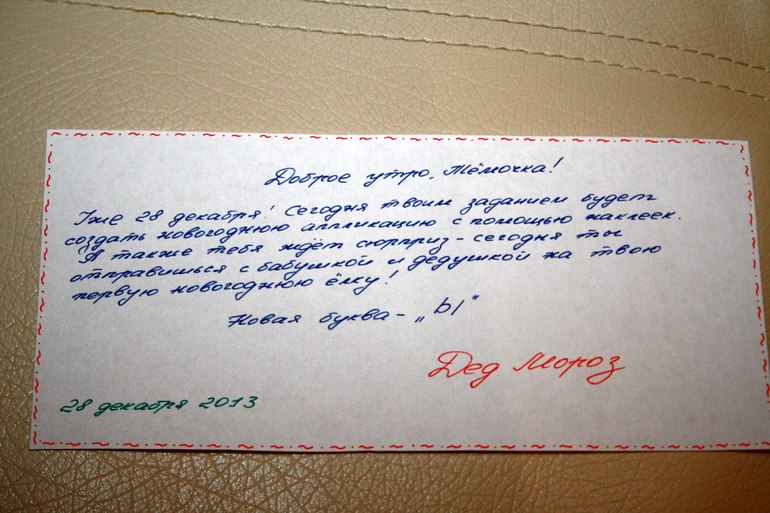 Доброе утро, Тёмочка!
Уже 28 декабря! Сегодня твоим заданием будет
создать новогоднюю аппликацию с помощью наклеек.
А также тебя ждёт сюрприз - сегодня ты
отправишься с бабушкой и дедушкой на твою
первую новогоднюю ёлку!
Новая буква - „Ы"
Дед Мороз
28 декабря 2013